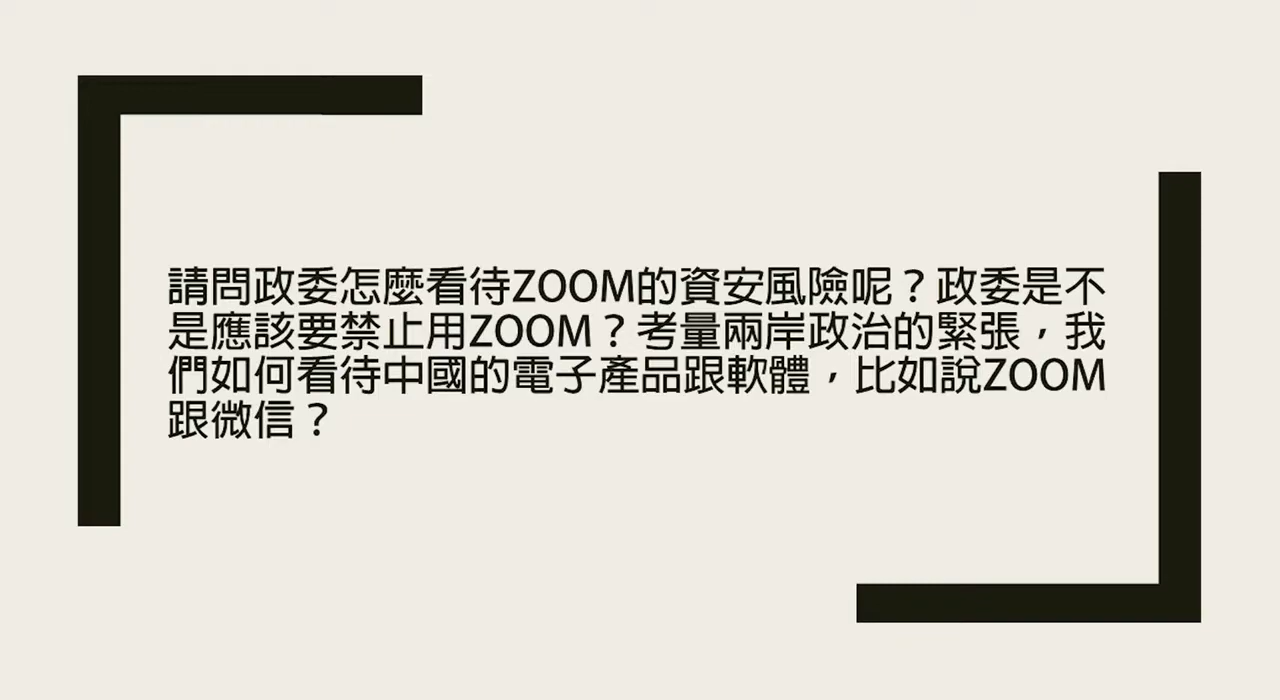 請問政委怎麼看待ZOOM的資安風險呢？政委是不
是應該要禁止用ZOOM？考量兩岸政治的緊張，我
們如何看待中國的電子產品跟軟體，比如說ZOOM
跟微信？